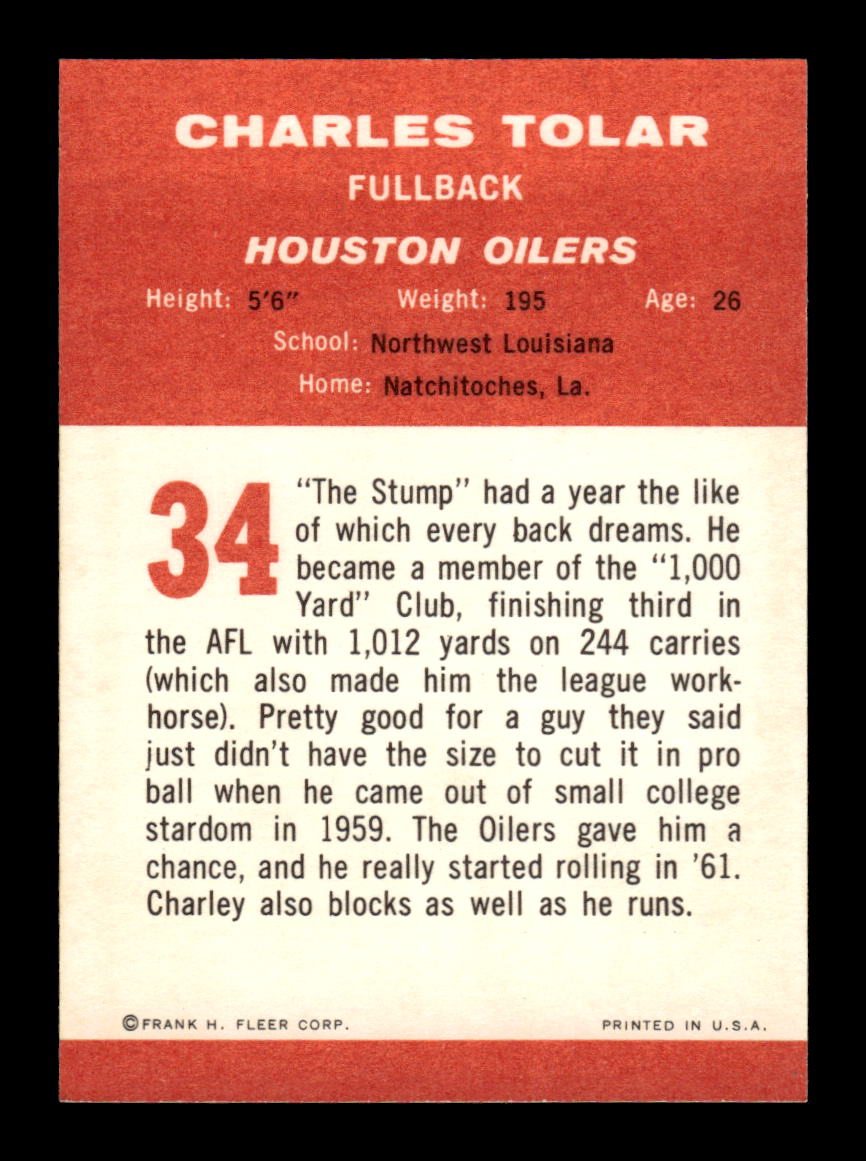 CHARLES TOLAR
FULLBACK
HOUSTON OILERS
Height: 5'6" Weight: 195 Age: 26
School: Northwest Louisiana
Home: Natchitoches, La.
34
"The Stump" had a year the like
of which every back dreams. He
became a member of the "1,000
Yard" Club, finishing third in
the AFL with 1,012 yards on 244 carries
(which also made him the league work-
horse). Pretty good for a guy they said
just didn't have the size to cut it in pro
ball when he came out of small college
stardom in 1959. The Oilers gave him a
chance, and he really started rolling in '61.
Charley also blocks as well as he runs.
©FRANK H. FLEER CORP. PRINTED IN U.S.A.